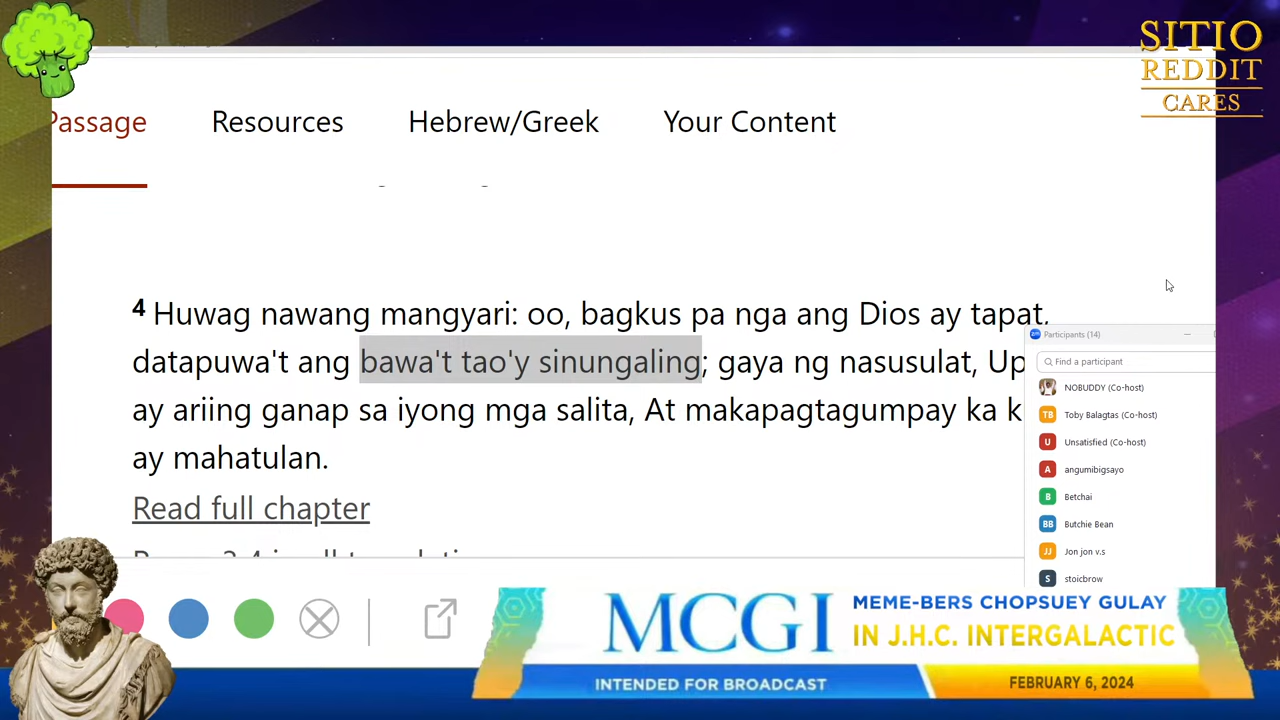 SITIO
REDDIT
CARES
Passage Resources Hebrew/Greek Your Content
4 Huwag nawang mangyari: oo, bagkus pa nga ang Dios ay tapat,
datapuwa't ang bawa't tao'y sinungaling; gaya ng nasusulat, Up
ay ariing ganap sa iyong mga salita, At makapagtagumpay ka k
ay mahatulan.
Read full chapter
Participants (14)
Find a participant
NOBUDDY (Co-host)
TB Toby Balagtas (Co-host)
U Unsatisfied (Co-host)
A angumibigsayo
B Betchai
BB Butchie Bean
JJ Jon jon v.s
S stoicbrow
MCGI
MEME-BERS CHOPSUEY GULAY
IN J.H.C. INTERGALACTIC
INTENDED FOR BROADCAST
FEBRUARY 6, 2024